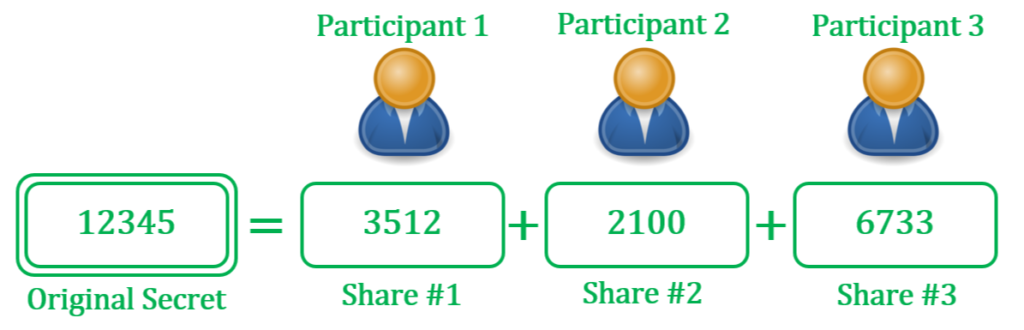 Participant 1 Participant 2 Participant 3
12345 = 3512 + 2100 + 6733
Original Secret Share #1 Share #2 Share #3